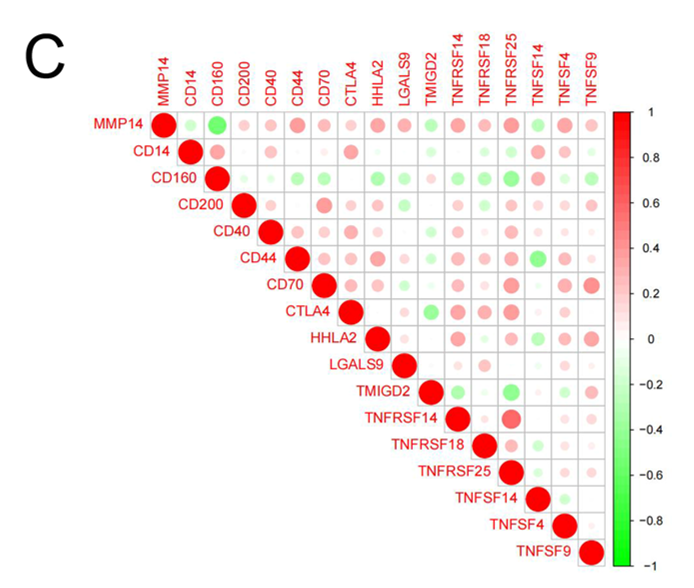 C
MMP14 CD14 CD160 CD200 CD40 CD44 CD70 CTLA4 HHLA2 LGALS9 TMIGD2 TNFRSF14 TNFRSF18 TNFRSF25 TNFSF14 TNFSF4 TNFSF9
MMP14
CD14
CD160
CD200
CD40
CD44
CD70
CTLA4
HHLA2
LGALS9
TMIGD2
TNFRSF14
TNFRSF18
TNFRSF25
TNFSF14
TNFSF4
TNFSF9
1
0.8
0.6
0.4
0.2
0
−0.2
−0.4
−0.6
−0.8
−1